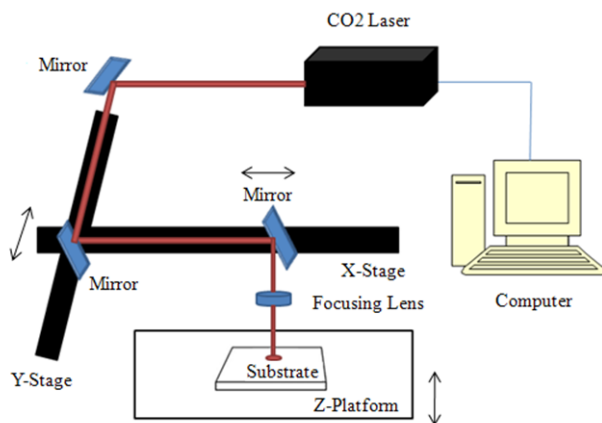 CO2 Laser
Mirror
Mirror
X-Stage
Mirror
Focusing Lens
Computer
Substrate
Y-Stage
Z-Platform